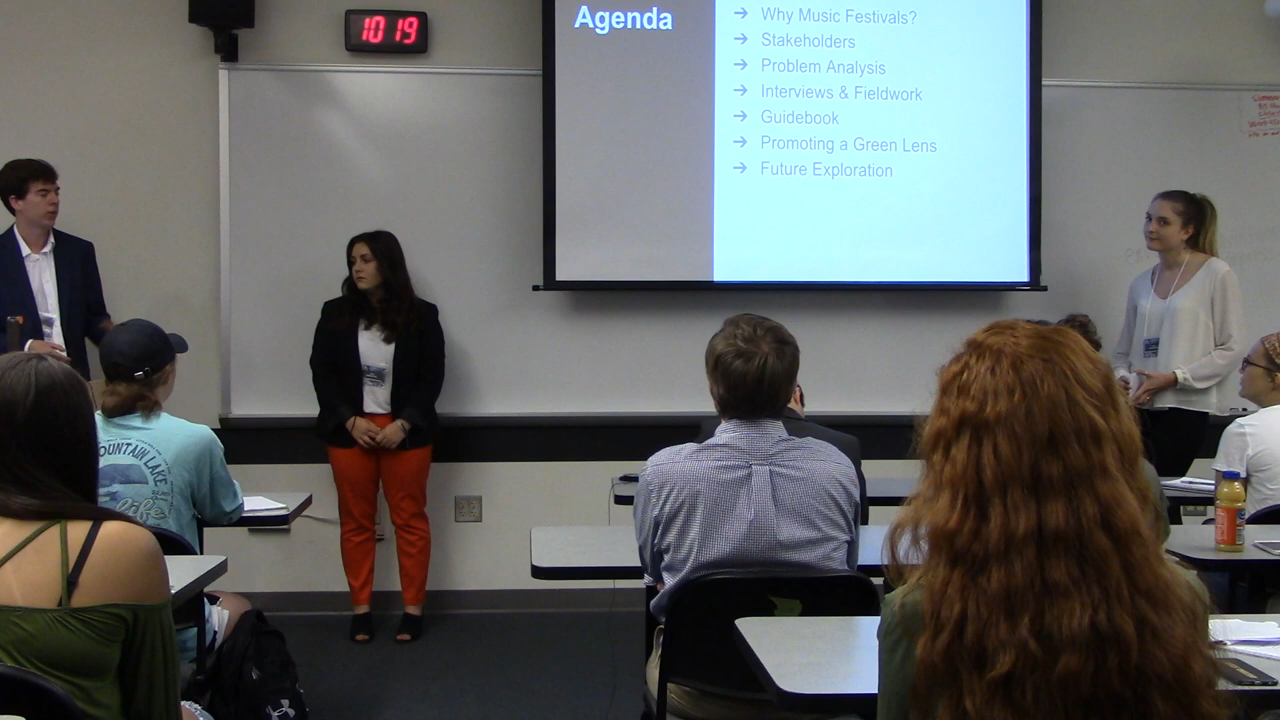 10 19
Agenda
→ Why Music Festivals?
→ Stakeholders
→ Problem Analysis
→ Interviews & Fieldwork
→ Guidebook
→ Promoting a Green Lens
→ Future Exploration
MOUNTAIN LAKE
life